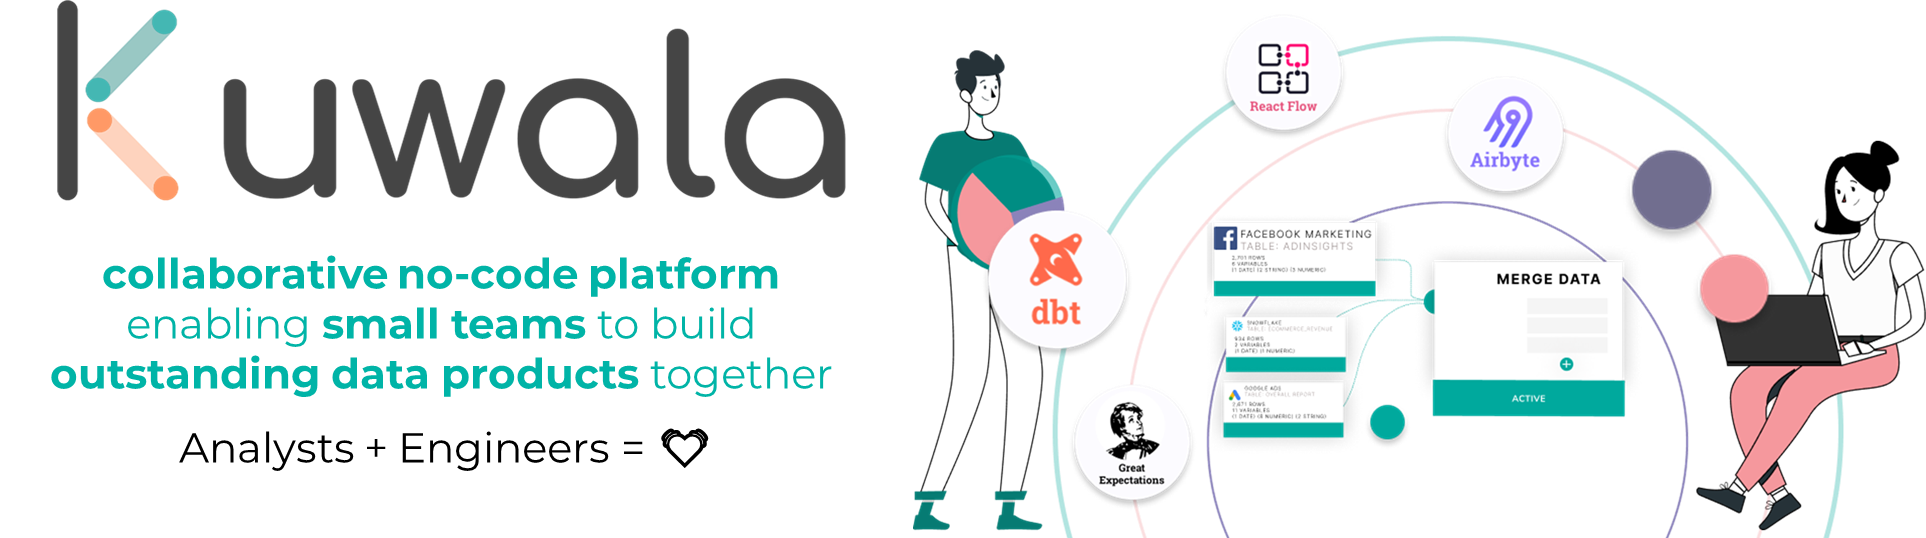 Kuwala
collaborative no-code platform
enabling small teams to build
outstanding data products together
Analysts + Engineers =
React Flow
Airbyte
dbt
Great
Expectations
FACEBOOK MARKETING
TABLE: ADINSIGHTS
2,701 ROWS
6 VARIABLES
(1 DATE) (2 STRING) (3 NUMERIC)
SNOWFLAKE
TABLE: ECOMMERCE_REVENUE
934 ROWS
2 VARIABLES
(1 DATE) (1 NUMERIC)
GOOGLE ADS
TABLE: OVERALL REPORT
2,671 ROWS
11 VARIABLES
(1 DATE) (8 NUMERIC) (2 STRING)
MERGE DATA
ACTIVE